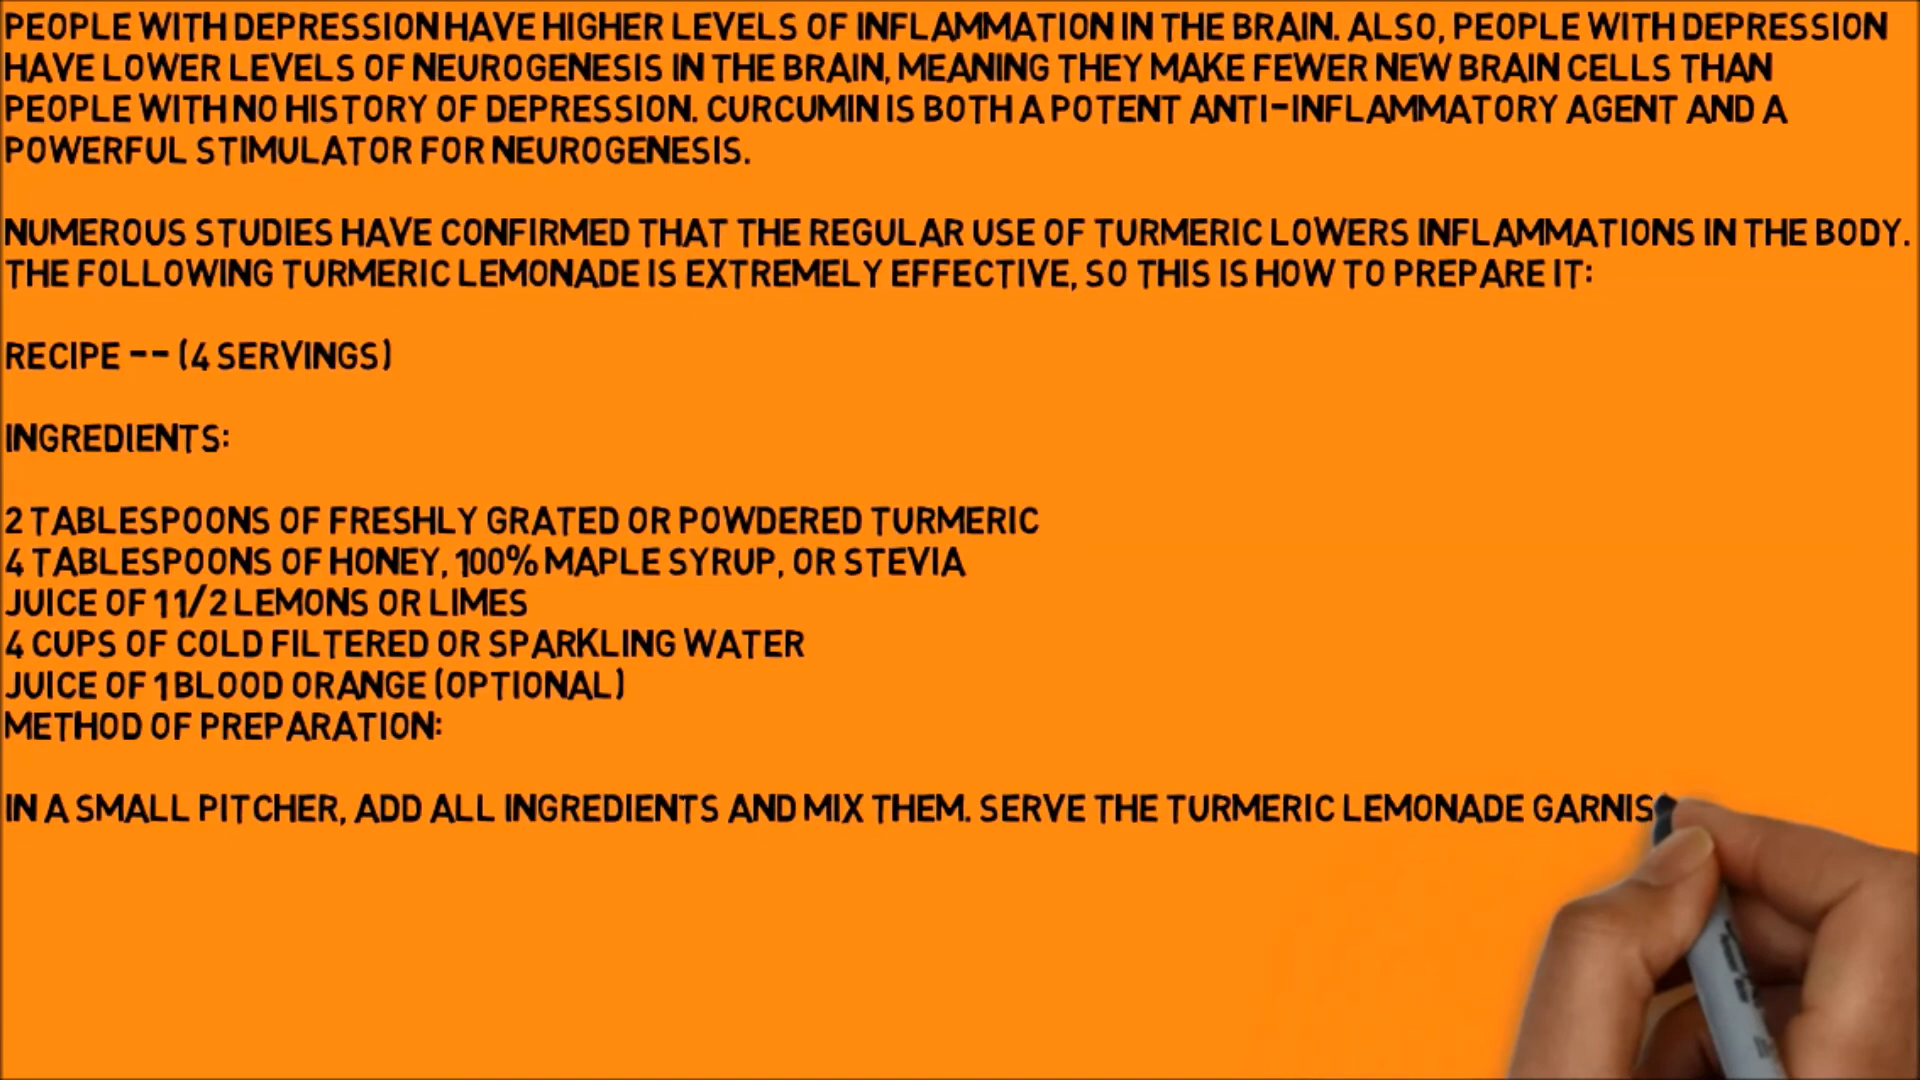 PEOPLE WITH DEPRESSION HAVE HIGHER LEVELS OF INFLAMMATION IN THE BRAIN. ALSO, PEOPLE WITH DEPRESSION
HAVE LOWER LEVELS OF NEUROGENESIS IN THE BRAIN, MEANING THEY MAKE FEWER NEW BRAIN CELLS THAN
PEOPLE WITH NO HISTORY OF DEPRESSION. CURCUMIN IS BOTH A POTENT ANTI-INFLAMMATORY AGENT AND A
POWERFUL STIMULATOR FOR NEUROGENESIS.
NUMEROUS STUDIES HAVE CONFIRMED THAT THE REGULAR USE OF TURMERIC LOWERS INFLAMMATIONS IN THE BODY.
THE FOLLOWING TURMERIC LEMONADE IS EXTREMELY EFFECTIVE, SO THIS IS HOW TO PREPARE IT:
RECIPE -- (4 SERVINGS)
INGREDIENTS:
2 TABLESPOONS OF FRESHLY GRATED OR POWDERED TURMERIC
4 TABLESPOONS OF HONEY, 100% MAPLE SYRUP, OR STEVIA
JUICE OF 1 1/2 LEMONS OR LIMES
4 CUPS OF COLD FILTERED OR SPARKLING WATER
JUICE OF 1 BLOOD ORANGE (OPTIONAL)
METHOD OF PREPARATION:
IN A SMALL PITCHER, ADD ALL INGREDIENTS AND MIX THEM. SERVE THE TURMERIC LEMONADE GARNIS